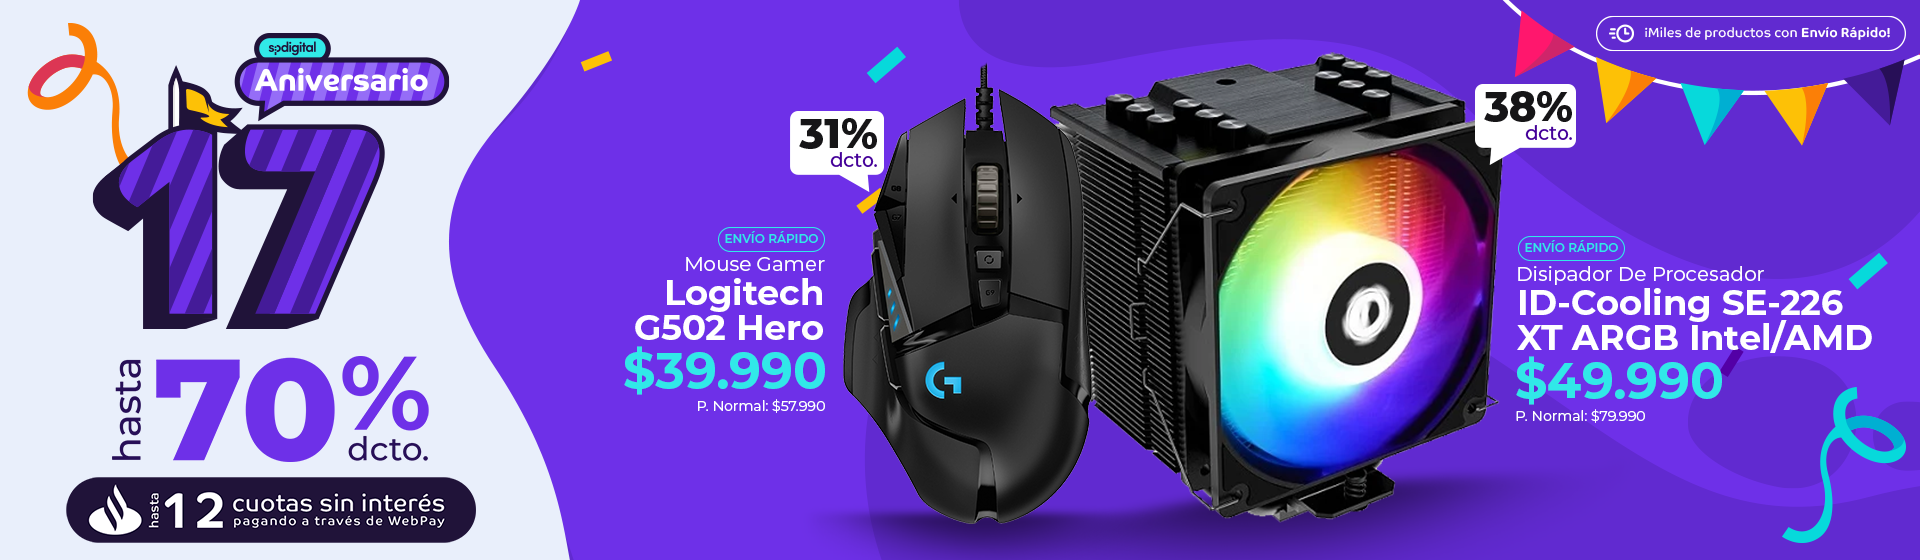 spdigital
Aniversario
17
hasta
70%
dcto.
hasta
12 cuotas sin interés
pagando a través de WebPay
31%
dcto.
ENVÍO RÁPIDO
Mouse Gamer
Logitech
G502 Hero
$39.990
P. Normal: $57.990
G
38%
dcto.
ENVÍO RÁPIDO
Disipador De Procesador
ID-Cooling SE-226
XT ARGB Intel/AMD
$49.990
P. Normal: $79.990
¡Miles de productos con Envío Rápido!